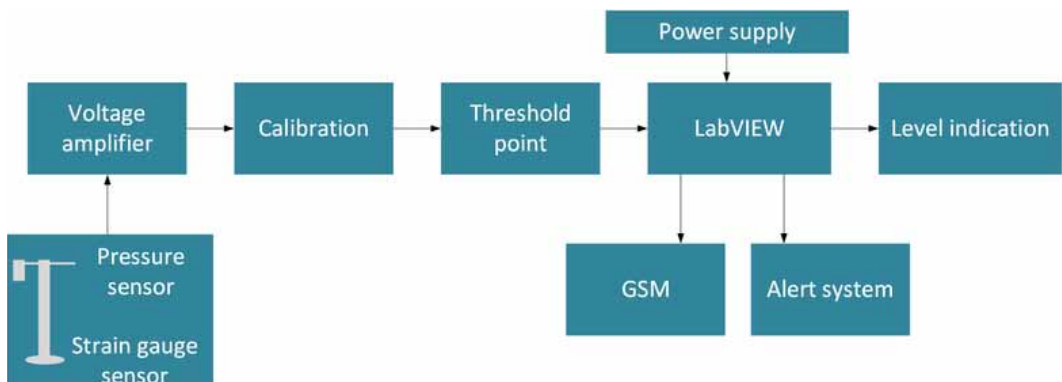 Power supply
Voltage
amplifier
Calibration
Threshold
point
LabVIEW
Level indication
Pressure
sensor
Strain gauge
sensor
GSM
Alert system